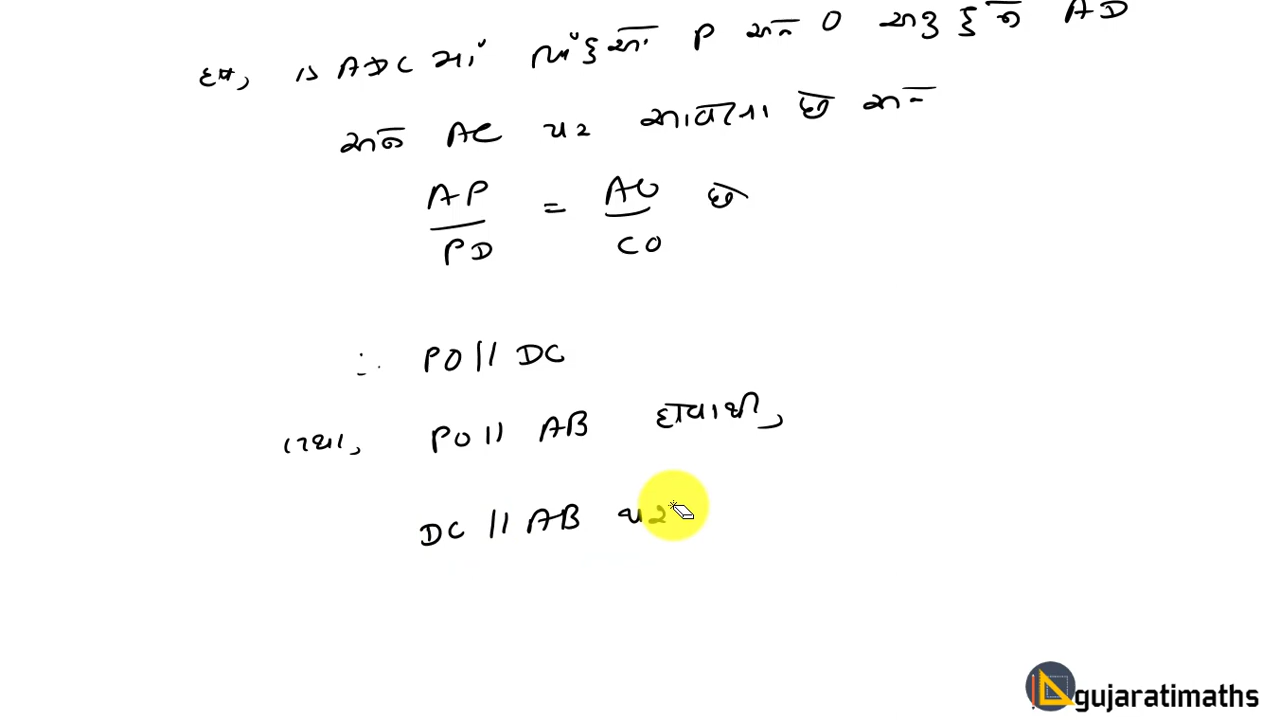 હવે, Δ ADC માં બિંદુઓ P અને O અનુક્રમે AD
અને AC પર આવેલા છે અને
AP/PD = AO/CO છે
∴ PO || DC
તથા, PO || AB હોવાથી,
DC || AB થશે
gujaratimaths